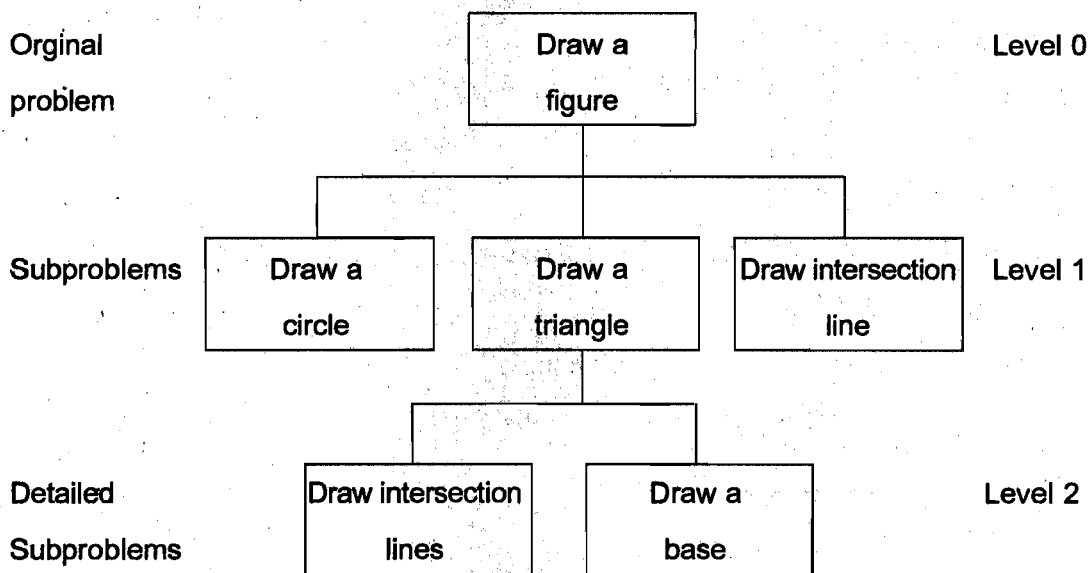 Orginal
problem
Draw a
figure
Level 0
Subproblems
Draw a
circle
Draw a
triangle
Draw intersection
line
Level 1
Detailed
Subproblems
Draw intersection
lines
Draw a
base
Level 2